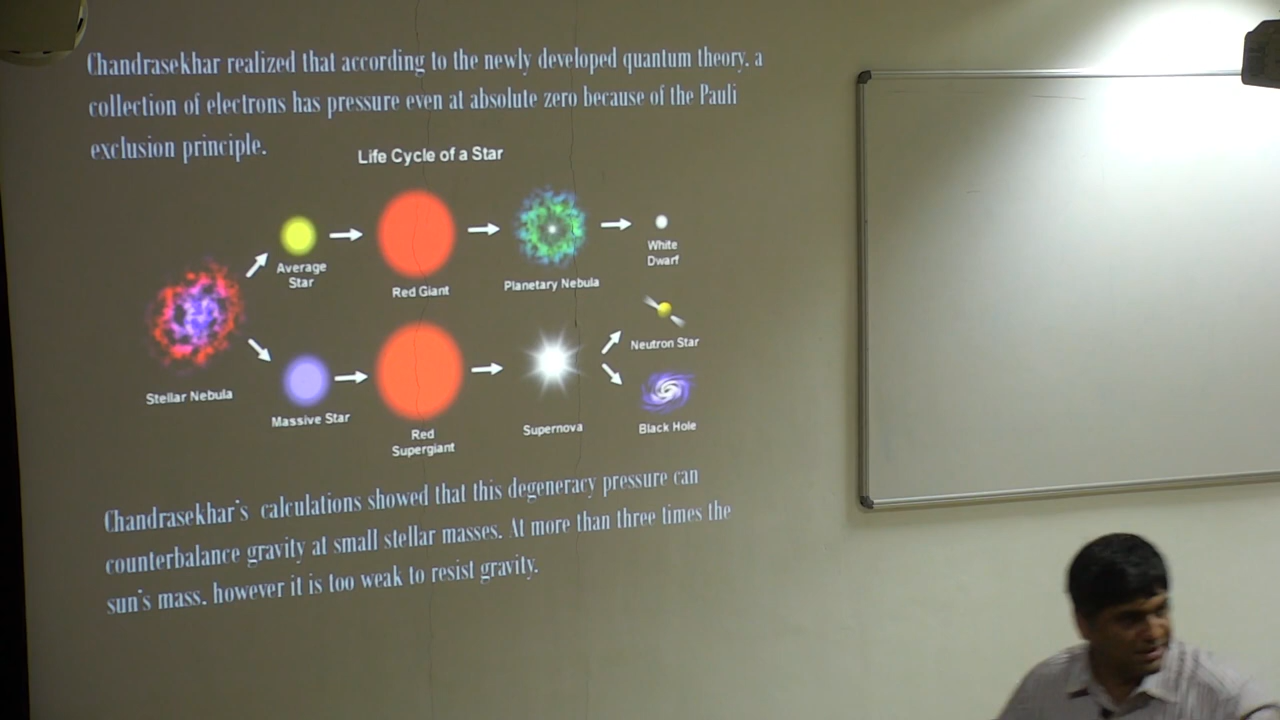 Chandrasekhar realized that according to the newly developed quantum theory, a
collection of electrons has pressure even at absolute zero because of the Pauli
exclusion principle.
Life Cycle of a Star
Average
Star
Red Giant
Planetary Nebula
White
Dwarf
Stellar Nebula
Massive Star
Red
Supergiant
Supernova
Neutron Star
Black Hole
Chandrasekhar's calculations showed that this degeneracy pressure can
counterbalance gravity at small stellar masses. At more than three times the
sun's mass, however it is too weak to resist gravity.